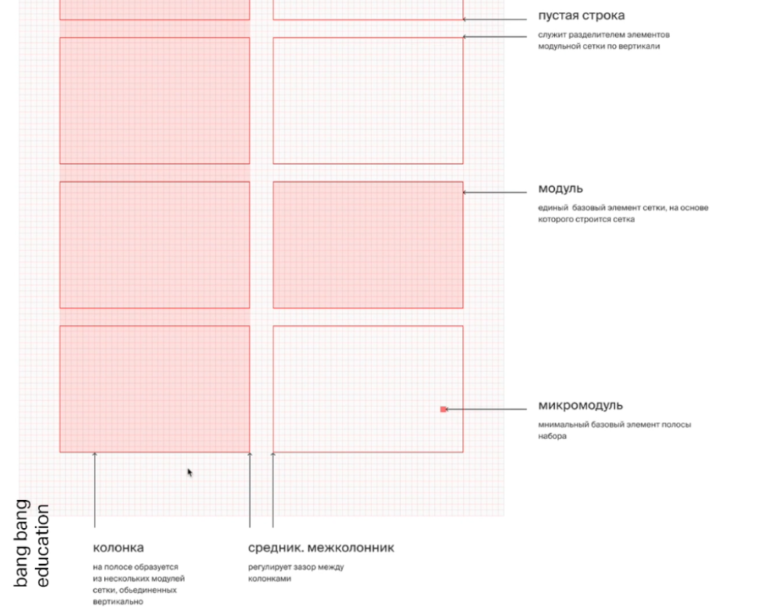 пустая строка
служит разделителем элементов
модульной сетки по вертикали
модуль
единый базовый элемент сетки, на основе
которого строится сетка
микромодуль
мнимальный базовый элемент полосы
набора
bang bang
education
колонка
на полосе образуется
из нескольких модулей
сетки, обьединенных
вертикально
средник. межколонник
регулирует зазор между
колонками